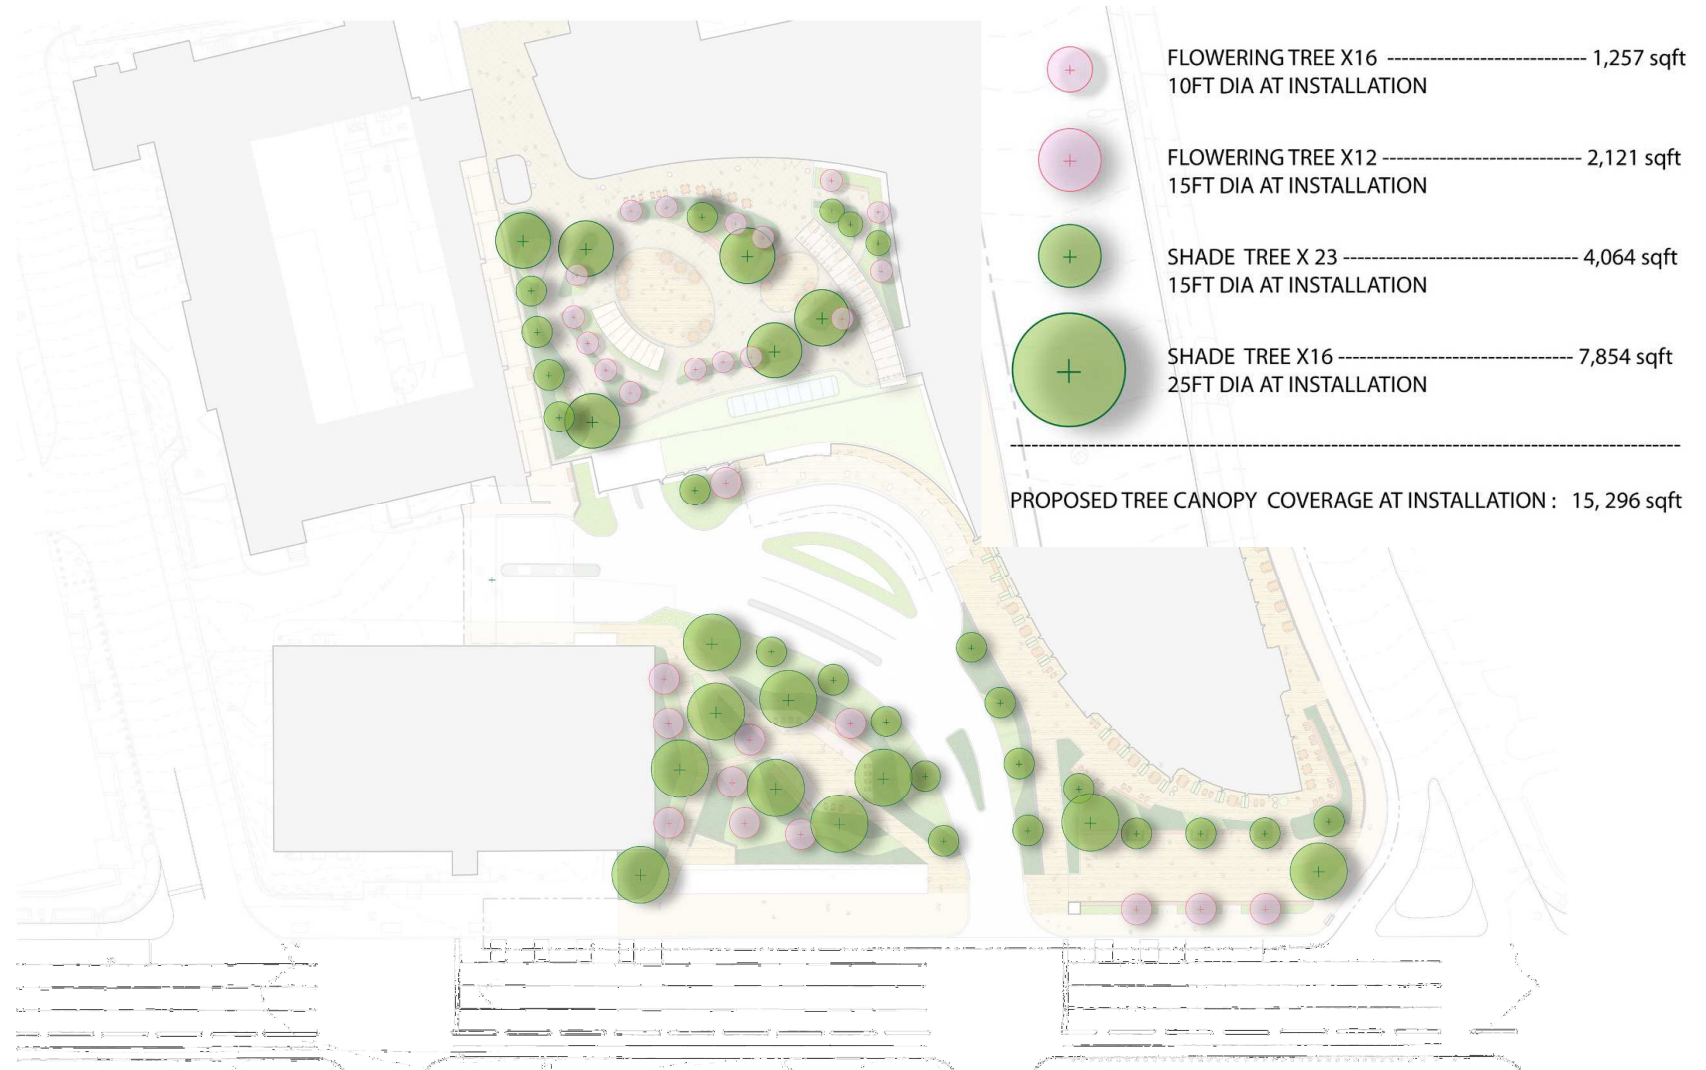 FLOWERING TREE X16 ---------------------------- 1,257 sqft
10FT DIA AT INSTALLATION
FLOWERING TREE X12 ---------------------------- 2,121 sqft
15FT DIA AT INSTALLATION
SHADE TREE X 23 --------------------------------- 4,064 sqft
15FT DIA AT INSTALLATION
SHADE TREE X16 --------------------------------- 7,854 sqft
25FT DIA AT INSTALLATION
PROPOSED TREE CANOPY COVERAGE AT INSTALLATION : 15, 296 sqft